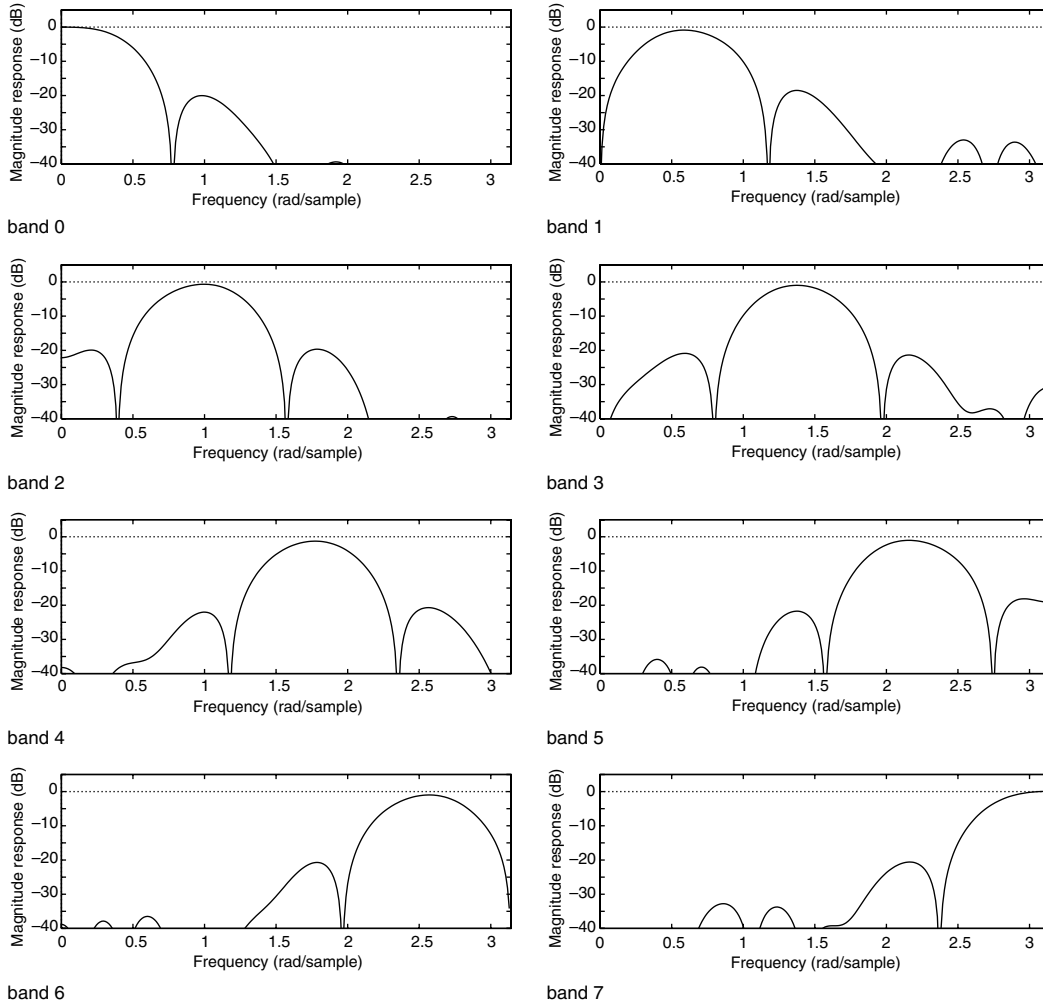 Magnitude response (dB)
0
–10
–20
–30
–40
0 0.5 1 1.5 2 2.5 3
Frequency (rad/sample)
band 0
Magnitude response (dB)
0
–10
–20
–30
–40
0 0.5 1 1.5 2 2.5 3
Frequency (rad/sample)
band 1
Magnitude response (dB)
0
–10
–20
–30
–40
0 0.5 1 1.5 2 2.5 3
Frequency (rad/sample)
band 2
Magnitude response (dB)
0
–10
–20
–30
–40
0 0.5 1 1.5 2 2.5 3
Frequency (rad/sample)
band 3
Magnitude response (dB)
0
–10
–20
–30
–40
0 0.5 1 1.5 2 2.5 3
Frequency (rad/sample)
band 4
Magnitude response (dB)
0
–10
–20
–30
–40
0 0.5 1 1.5 2 2.5 3
Frequency (rad/sample)
band 5
Magnitude response (dB)
0
–10
–20
–30
–40
0 0.5 1 1.5 2 2.5 3
Frequency (rad/sample)
band 6
Magnitude response (dB)
0
–10
–20
–30
–40
0 0.5 1 1.5 2 2.5 3
Frequency (rad/sample)
band 7